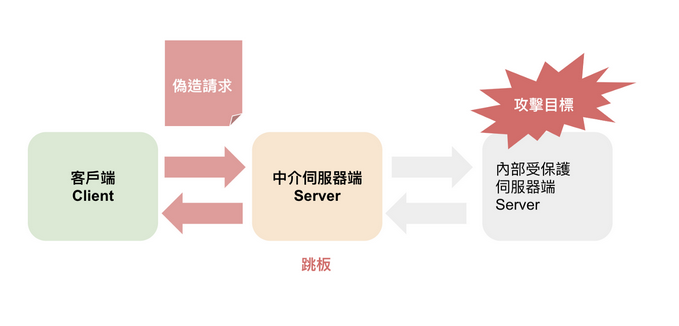 偽造請求
攻擊目標
客戶端
Client
中介伺服器端
Server
內部受保護
伺服器端
Server
跳板